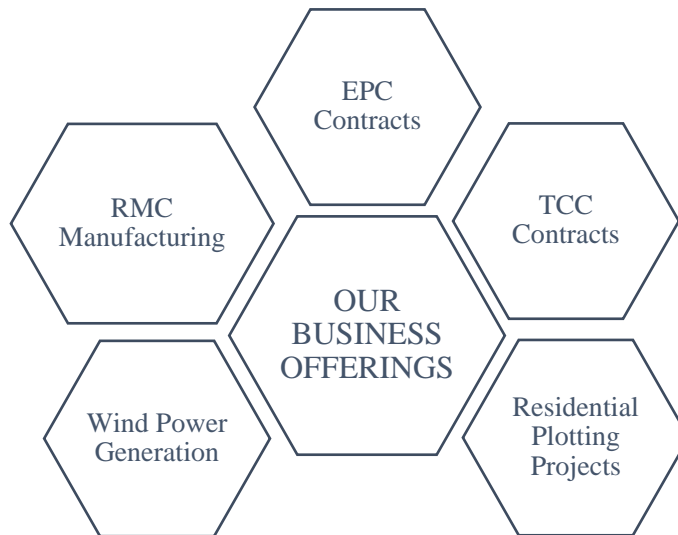 EPC
Contracts
RMC
Manufacturing
TCC
Contracts
OUR
BUSINESS
OFFERINGS
Wind Power
Generation
Residential
Plotting
Projects